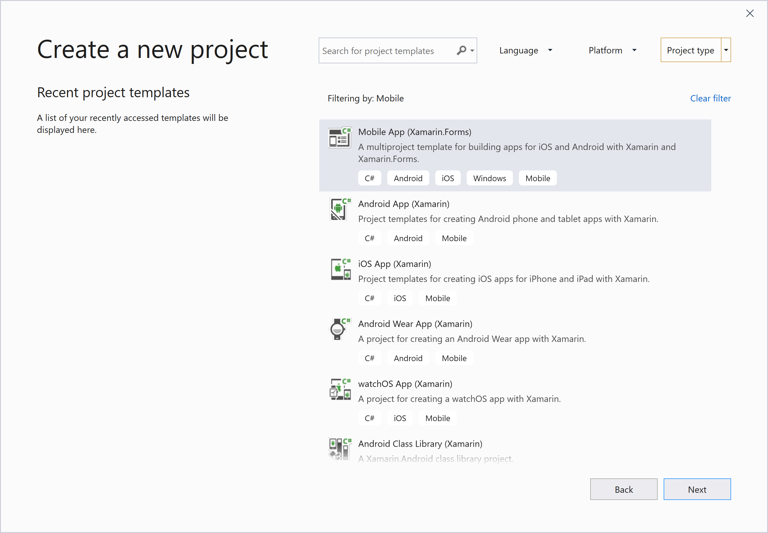 Create a new project
Search for project templates
Language
Platform
Project type
Recent project templates
A list of your recently accessed templates will be
displayed here.
Filtering by: Mobile
Clear filter
Mobile App (Xamarin.Forms)
A multiproject template for building apps for iOS and Android with Xamarin and
Xamarin.Forms.
C# Android iOS Windows Mobile
Android App (Xamarin)
Project templates for creating Android phone and tablet apps with Xamarin.
C# Android Mobile
iOS App (Xamarin)
Project templates for creating iOS apps for iPhone and iPad with Xamarin.
C# iOS Mobile
Android Wear App (Xamarin)
A project for creating an Android Wear app with Xamarin.
C# Android Mobile
watchOS App (Xamarin)
A project for creating a watchOS app with Xamarin.
C# iOS Mobile
Android Class Library (Xamarin)
A Xamarin.Android class library project.
Back
Next